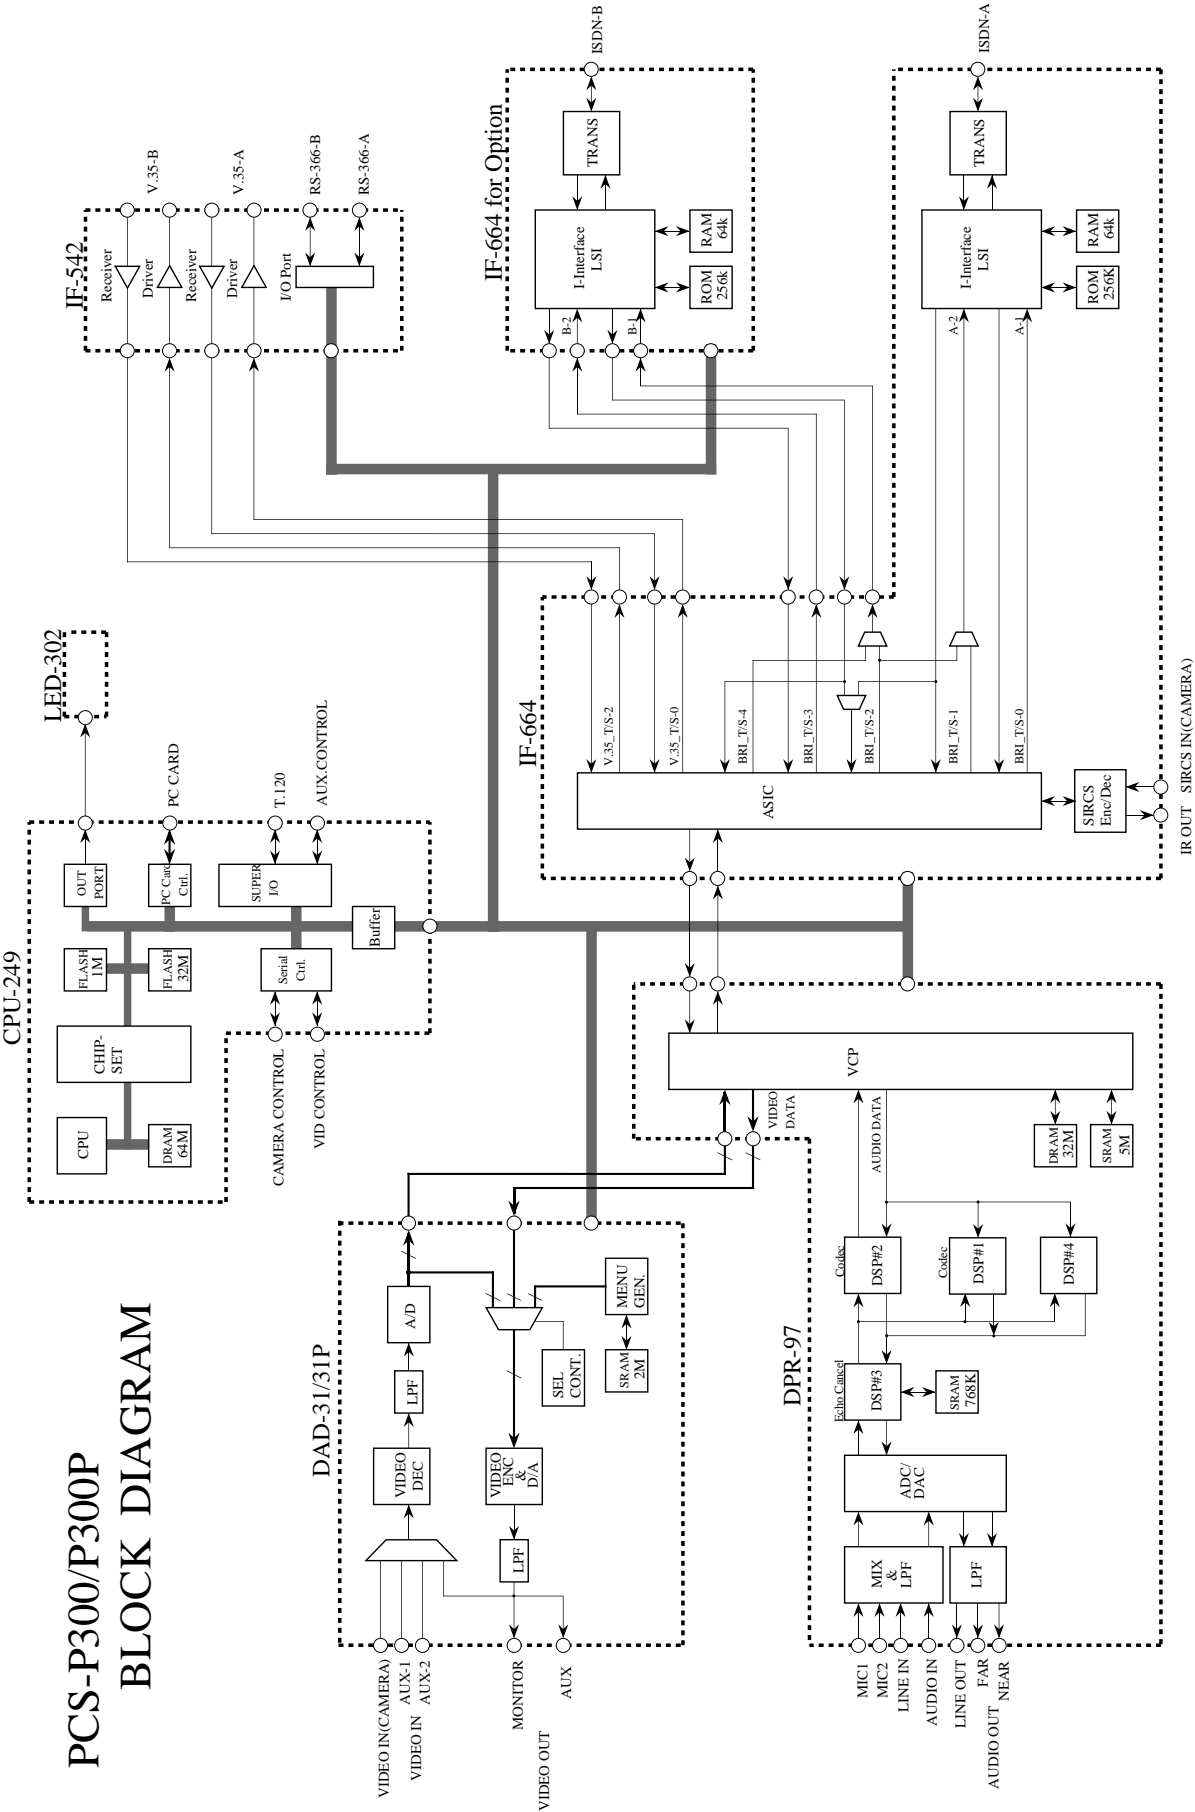 PCS-P300/P300P
BLOCK DIAGRAM
CPU-249
CPU
DRAM
64M
CHIP-
SET
FLASH
1M
FLASH
32M
OUT
PORT
PC Card
Ctrl.
SUPER
I/O
Serial
Ctrl.
Buffer
CAMERA CONTROL
VID CONTROL
PC CARD
T.120
AUX.CONTROL
LED-302
IF-542
Receiver
Driver
Receiver
Driver
I/O Port
V.35-B
V.35-A
RS-366-B
RS-366-A
IF-664 for Option
B-2
B-1
I-Interface
LSI
ROM
256k
RAM
64k
TRANS
ISDN-B
IF-664
ASIC
V.35_T/S-2
V.35_T/S-0
BRI_T/S-4
BRI_T/S-3
BRI_T/S-2
BRI_T/S-1
BRI_T/S-0
SIRCS
Enc/Dec
IR OUT
SIRCS IN(CAMERA)
A-2
A-1
I-Interface
LSI
ROM
256K
RAM
64k
TRANS
ISDN-A
DAD-31/31P
VIDEO IN(CAMERA)
AUX-1
AUX-2
VIDEO IN
MONITOR
AUX
VIDEO OUT
VIDEO
DEC
LPF
A/D
LPF
VIDEO
ENC
&
D/A
SEL
CONT.
SRAM
2M
MENU
GEN.
DPR-97
MIC1
MIC2
LINE IN
AUDIO IN
LINE OUT
FAR
NEAR
AUDIO OUT
MIX
&
LPF
LPF
ADC/
DAC
Echo Cancel
DSP#3
SRAM
768K
Codec
DSP#2
Codec
DSP#1
DSP#4
AUDIO DATA
VIDEO
DATA
VCP
DRAM
32M
SRAM
5M